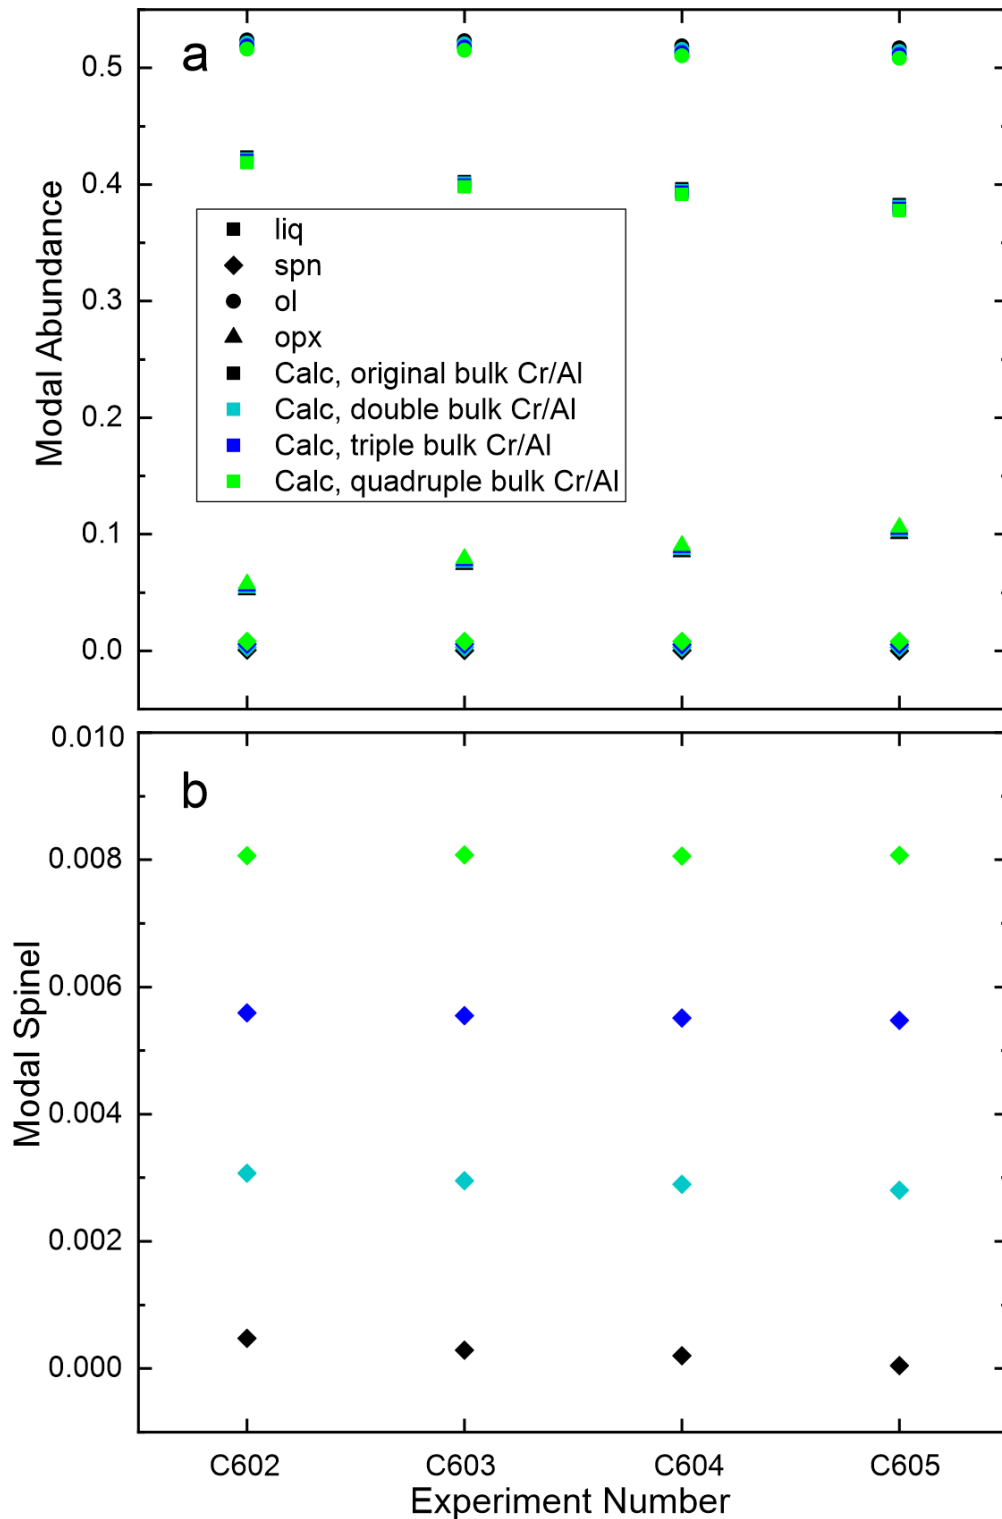 a
0.5
0.4
0.3
0.2
0.1
0.0
Modal Abundance
liq
spn
ol
opx
Calc, original bulk Cr/Al
Calc, double bulk Cr/Al
Calc, triple bulk Cr/Al
Calc, quadruple bulk Cr/Al
b
0.010
0.008
0.006
0.004
0.002
0.000
Modal Spinel
C602 C603 C604 C605
Experiment Number